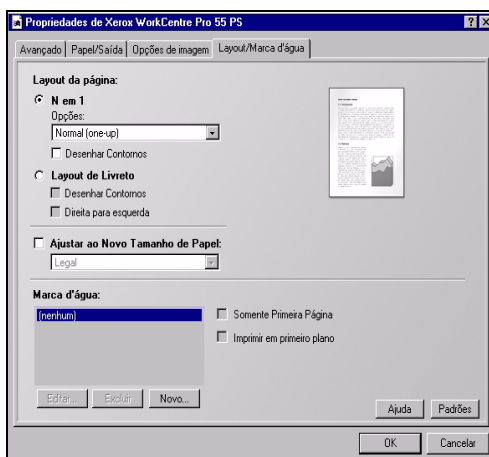 Propriedades de Xerox WorkCentre Pro 55 PS
Avançado Papel/Saída Opções de imagem Layout/Marca d'água
Layout da página:
N em 1
Opções:
Normal (one-up)
Desenhar Contornos
Layout de Livreto
Desenhar Contornos
Direita para esquerda
Ajustar ao Novo Tamanho de Papel:
Legal
Marca d'água:
(nenhum)
Somente Primeira Página
Imprimir em primeiro plano
Editar... Excluir Novo...
Ajuda Padrões
OK Cancelar